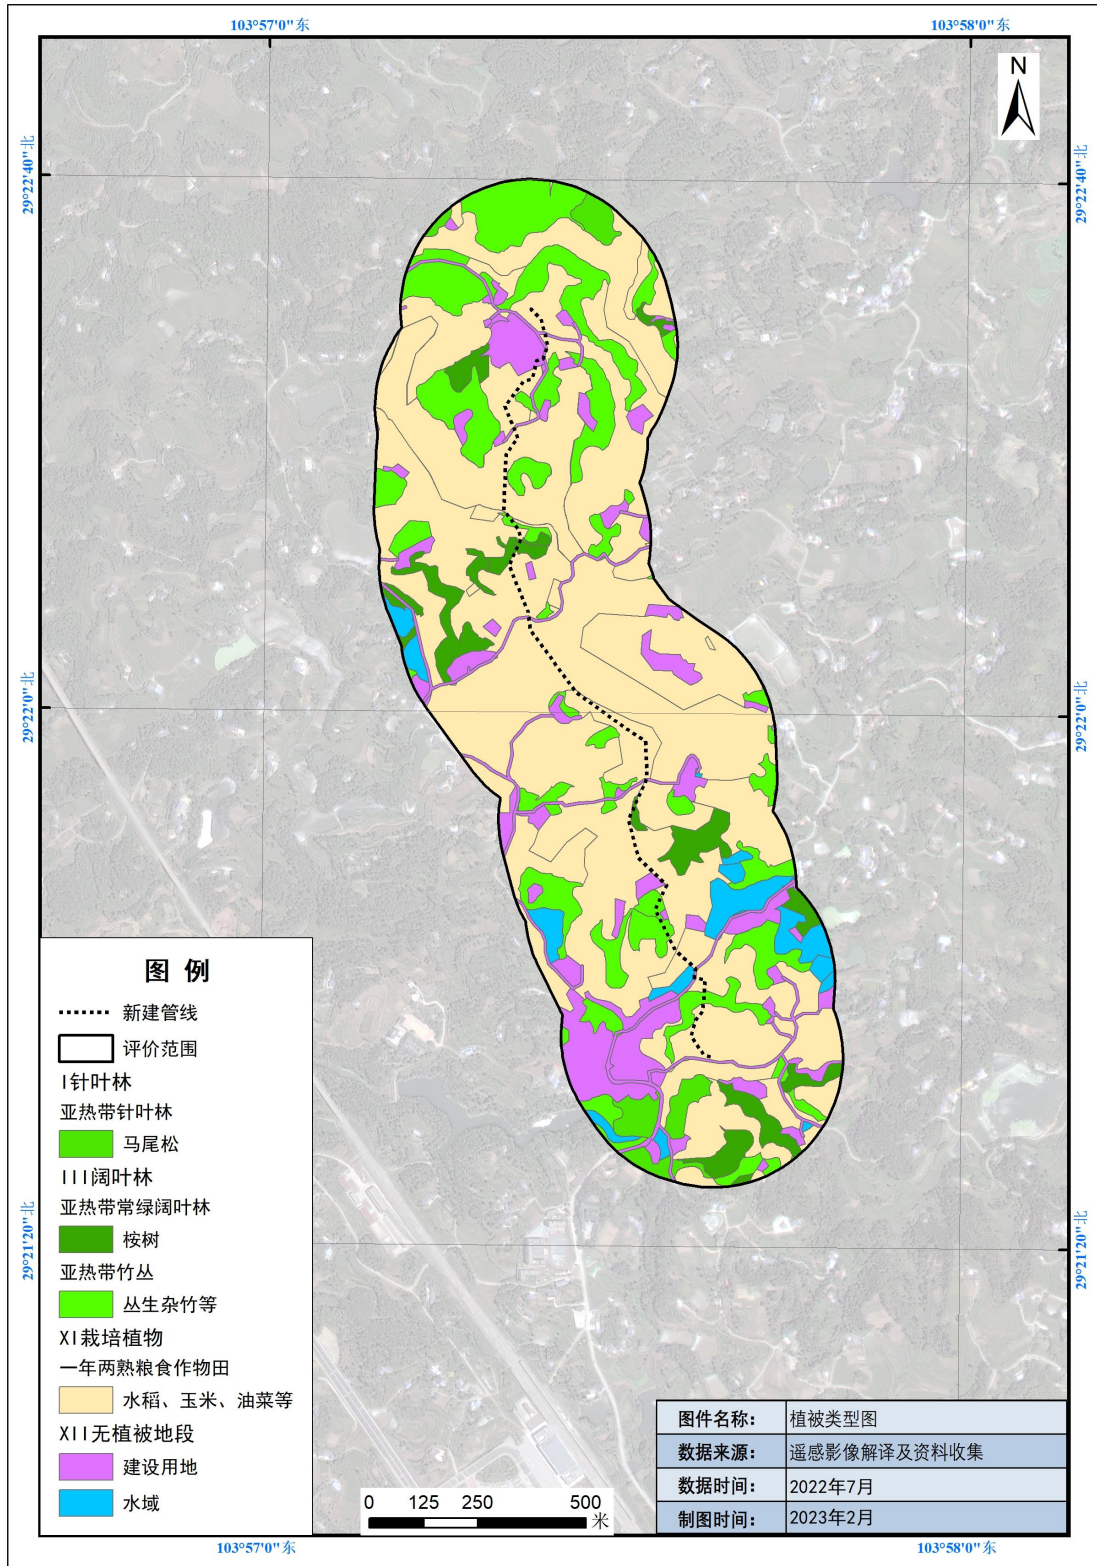 103°57'0"东
103°58'0"东
N
29°22'40"北
29°22'40"北
29°22'0"北
29°22'0"北
29°21'20"北
29°21'20"北
图 例
新建管线
评价范围
I针叶林
亚热带针叶林
马尾松
III阔叶林
亚热带常绿阔叶林
桉树
亚热带竹丛
丛生杂竹等
XI栽培植物
一年两熟粮食作物田
水稻、玉米、油菜等
XII无植被地段
建设用地
水域
0 125 250 500
米
图件名称： 植被类型图
数据来源： 遥感影像解译及资料收集
数据时间： 2022年7月
制图时间： 2023年2月
103°57'0"东
103°58'0"东